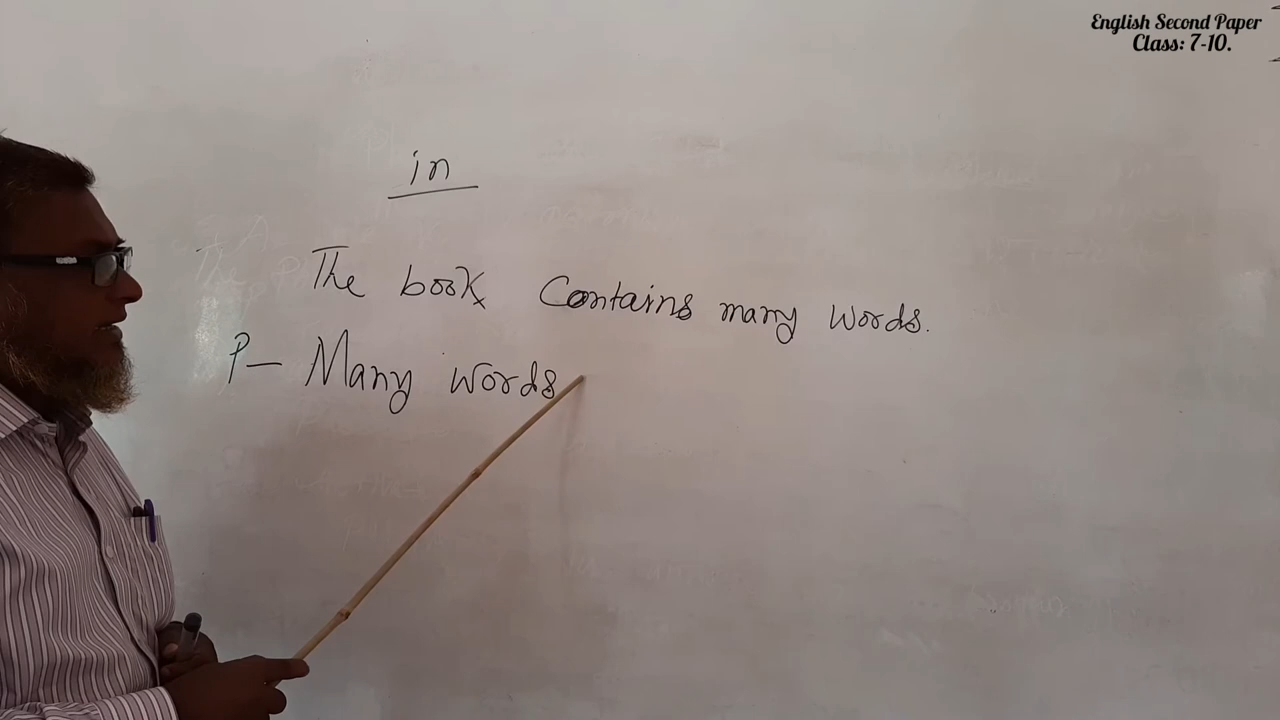 English Second Paper
Class: 7-10.
in
The book Contains many words.
P- Many words